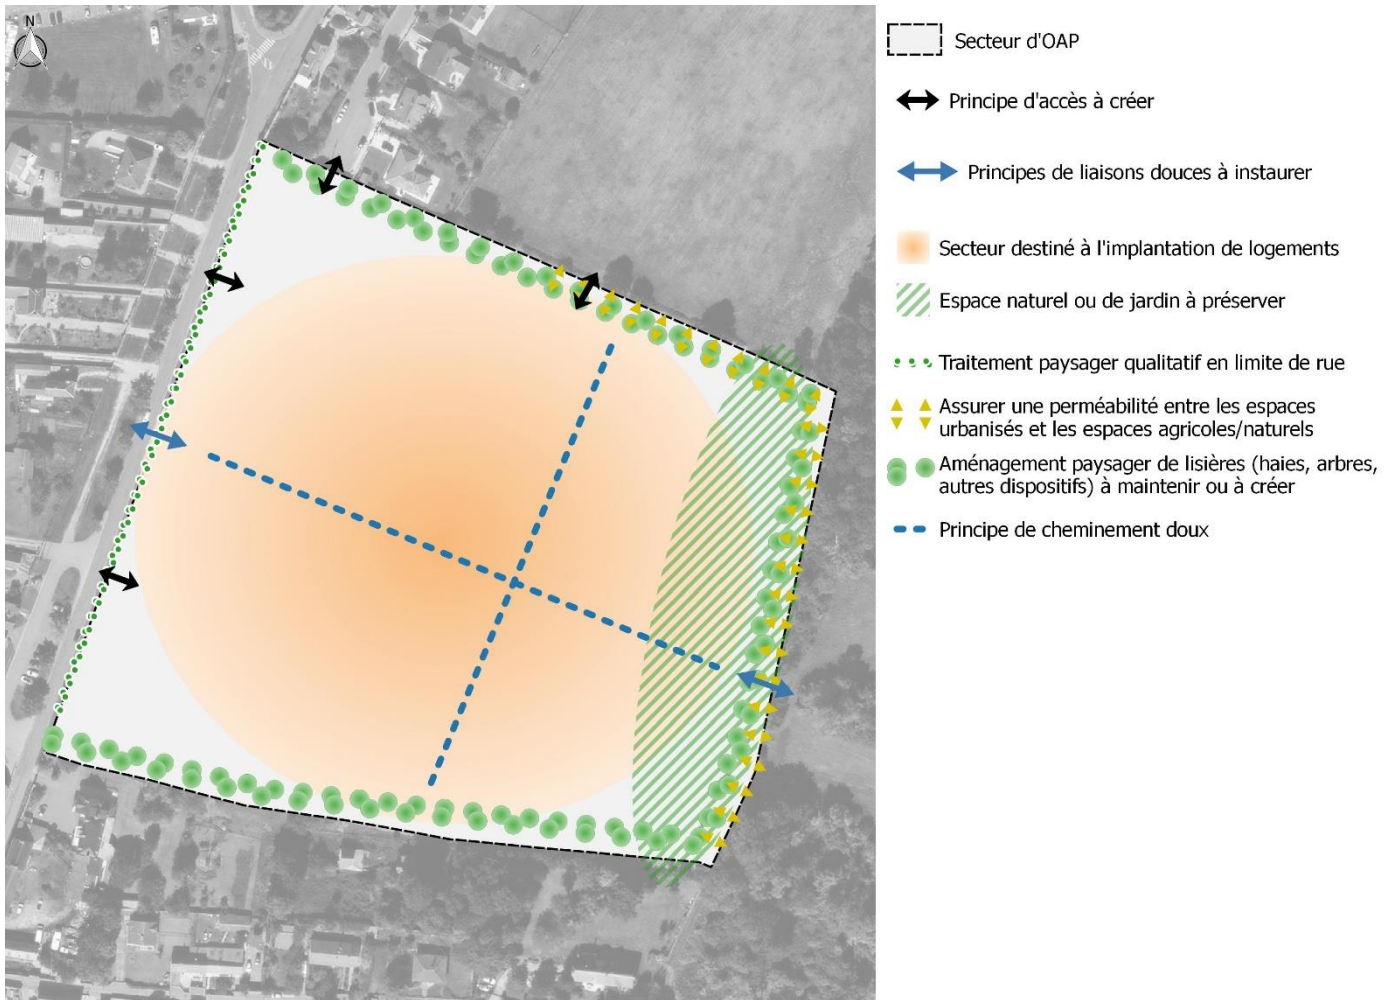 N
Secteur d'OAP
Principe d'accès à créer
Principes de liaisons douces à instaurer
Secteur destiné à l'implantation de logements
Espace naturel ou de jardin à préserver
Traitement paysager qualitatif en limite de rue
Assurer une perméabilité entre les espaces
urbanisés et les espaces agricoles/naturels
Aménagement paysager de lisières (haies, arbres,
autres dispositifs) à maintenir ou à créer
Principe de cheminement doux